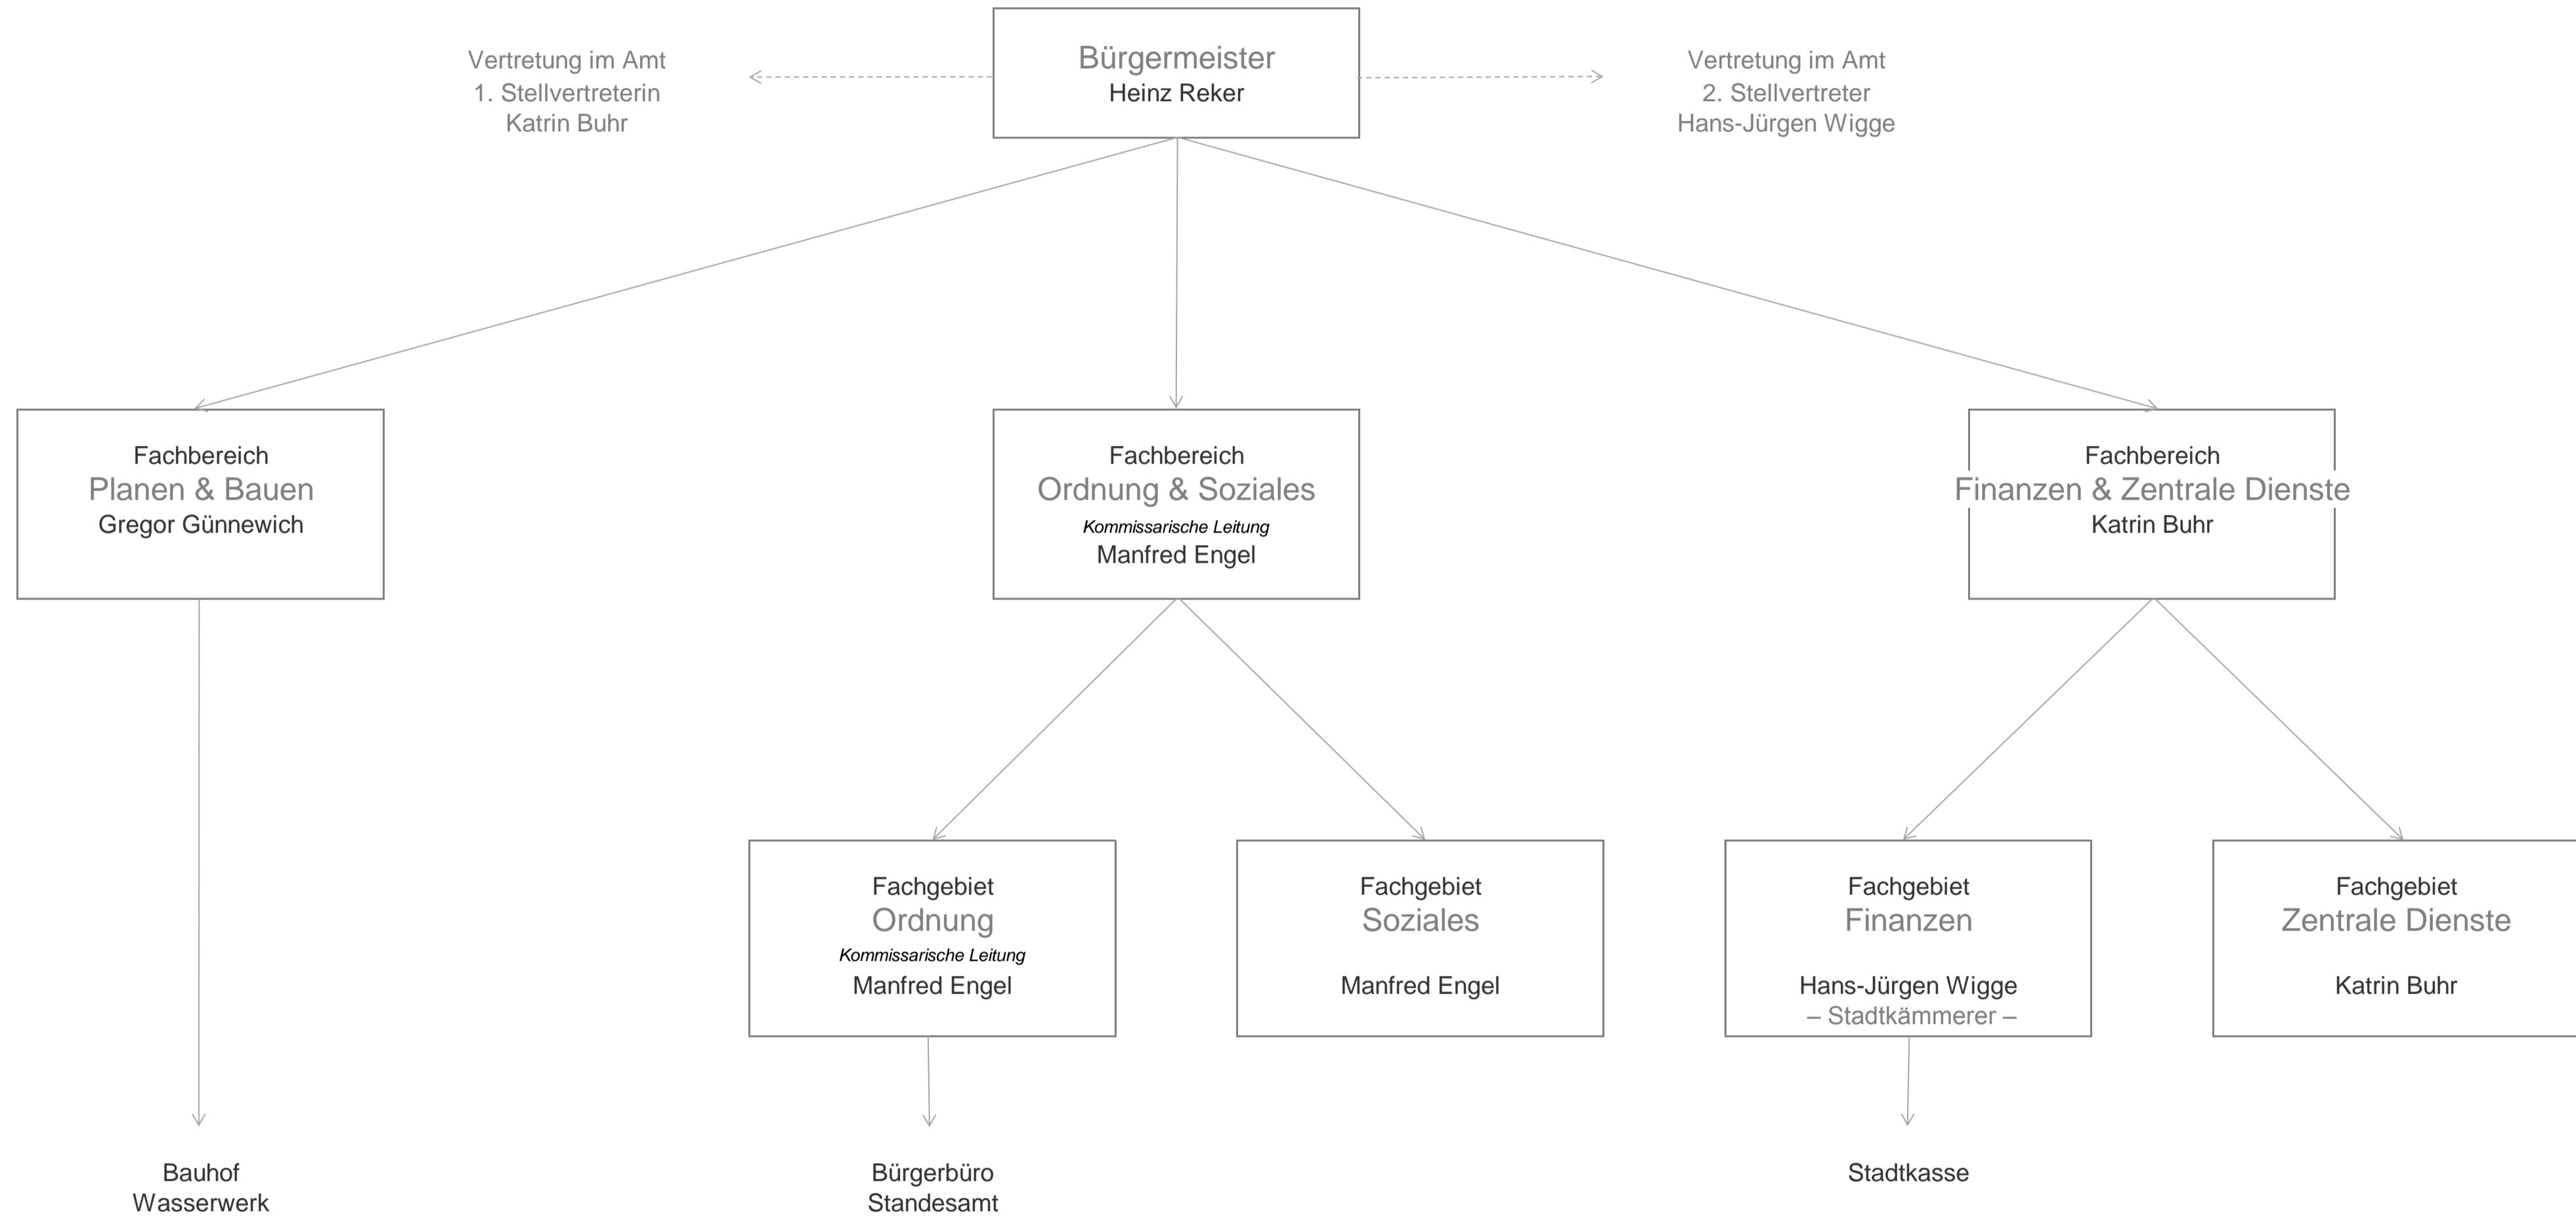 Vertretung im Amt
1. Stellvertreterin
Katrin Buhr
Bürgermeister
Heinz Reker
Vertretung im Amt
2. Stellvertreter
Hans-Jürgen Wigge
Fachbereich
Planen & Bauen
Gregor Günnewich
Fachbereich
Ordnung & Soziales
Kommissarische Leitung
Manfred Engel
Fachbereich
Finanzen & Zentrale Dienste
Katrin Buhr
Fachgebiet
Ordnung
Kommissarische Leitung
Manfred Engel
Fachgebiet
Soziales
Manfred Engel
Fachgebiet
Finanzen
Hans-Jürgen Wigge
– Stadtkämmerer –
Fachgebiet
Zentrale Dienste
Katrin Buhr
Bauhof
Wasserwerk
Bürgerbüro
Standesamt
Stadtkasse